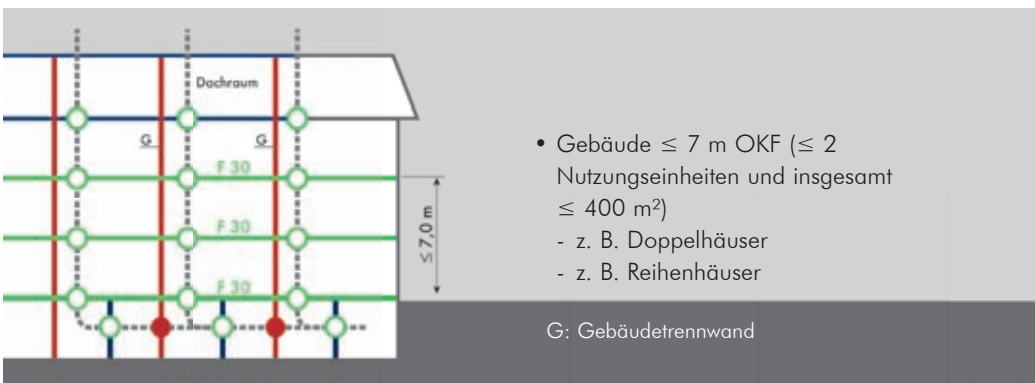 Dachraum
G
G
F 30
F 30
F 30
≤ 7,0 m
• Gebäude ≤ 7 m OKF (≤ 2
Nutzungseinheiten und insgesamt
≤ 400 m²)
- z. B. Doppelhäuser
- z. B. Reihenhäuser
G: Gebäudetrennwand